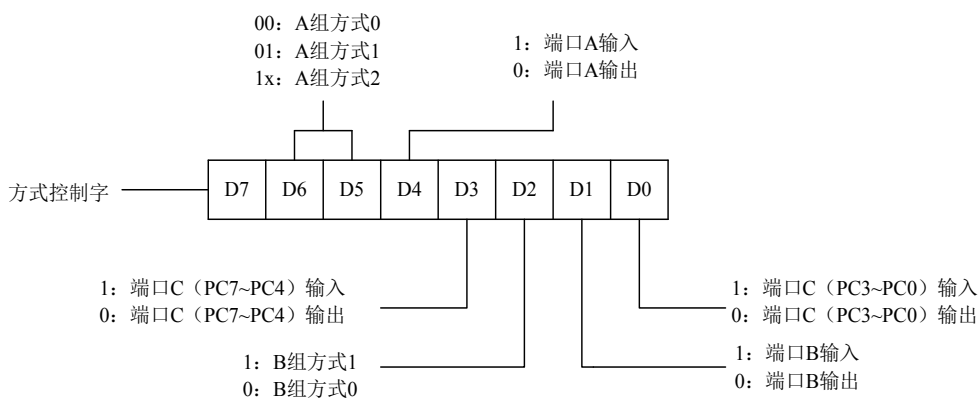 00：A组方式0
01：A组方式1
1x：A组方式2
1：端口A输入
0：端口A输出
方式控制字
D7 D6 D5 D4 D3 D2 D1 D0
1：端口C（PC7~PC4）输入
0：端口C（PC7~PC4）输出
1：端口C（PC3~PC0）输入
0：端口C（PC3~PC0）输出
1：B组方式1
0：B组方式0
1：端口B输入
0：端口B输出